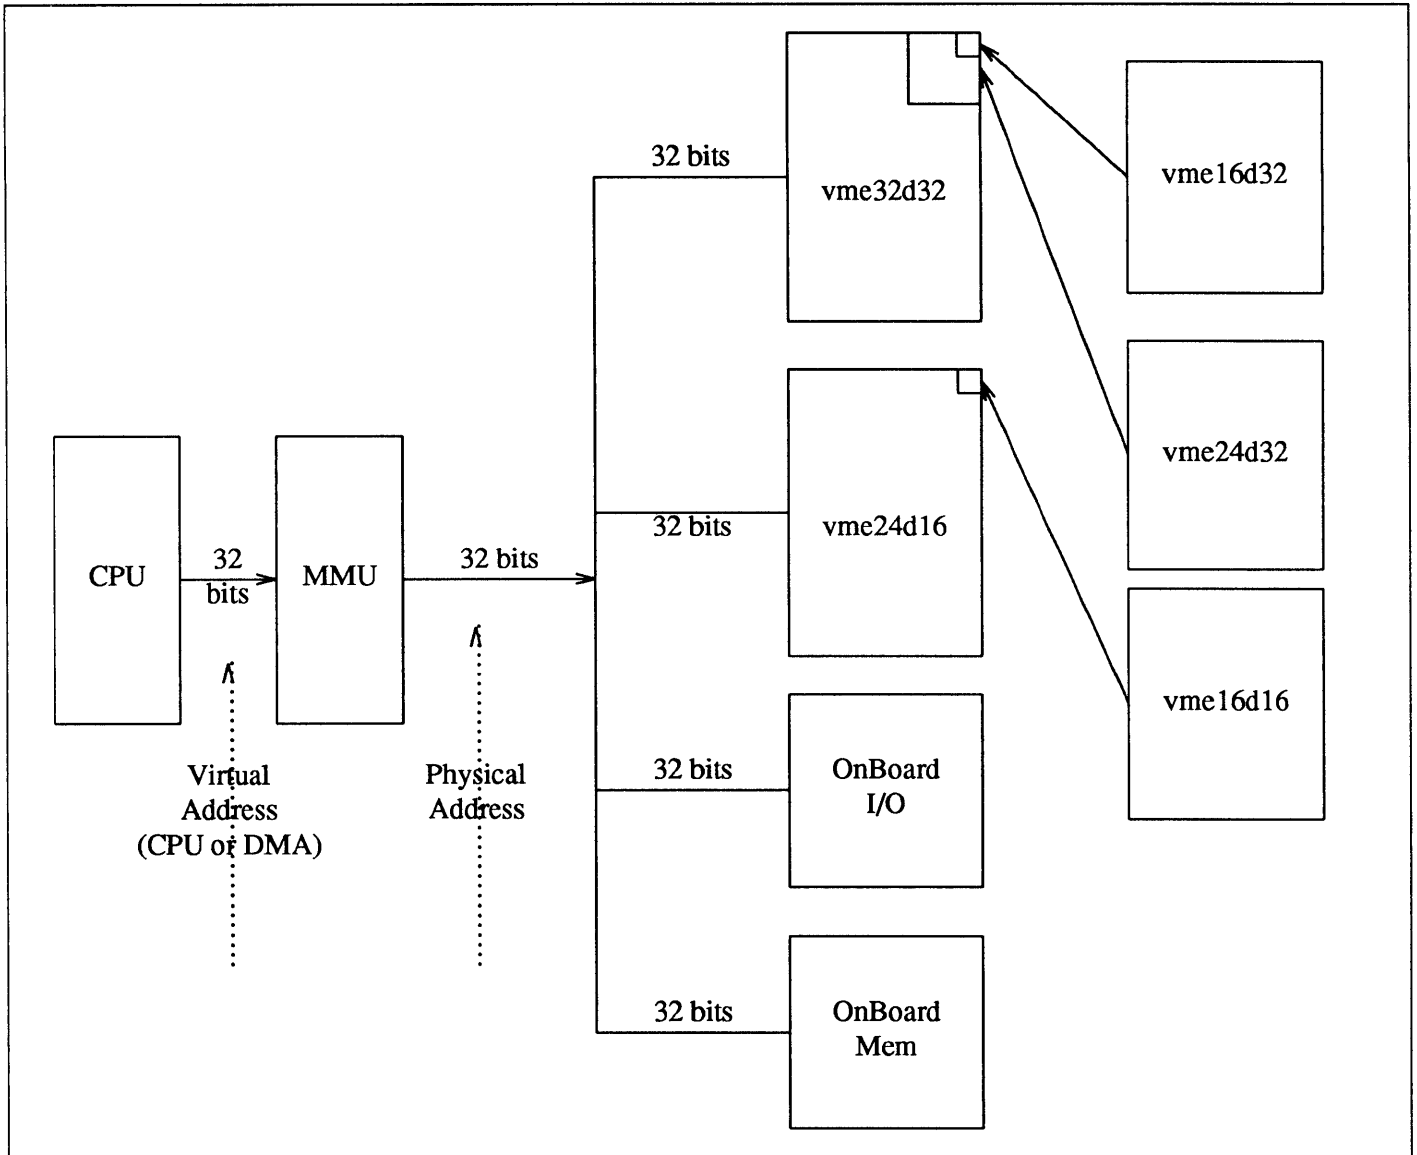 32 bits
vme32d32
vme16d32
32 bits
vme24d16
vme24d32
CPU
32
bits
MMU
32 bits
vme16d16
Virtual
Address
(CPU or DMA)
Physical
Address
32 bits
OnBoard
I/O
32 bits
OnBoard
Mem